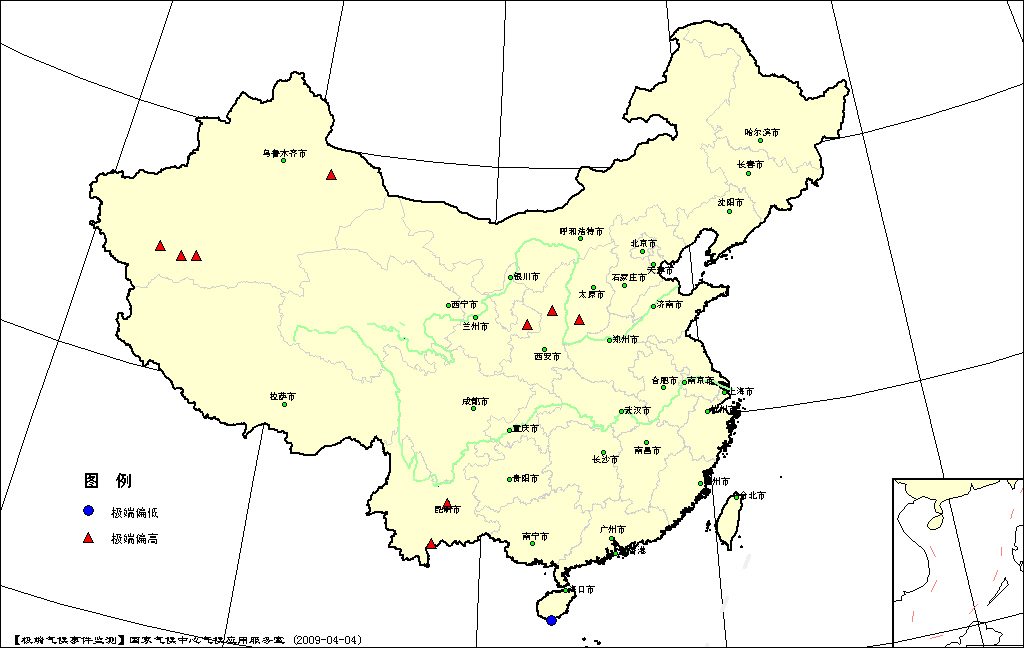 哈尔滨市
乌鲁木齐市
长春市
沈阳市
呼和浩特市
北京市
天津市
银川市
石家庄市
太原市
西宁市
济南市
兰州市
郑州市
西安市
合肥市
南京市
上海市
拉萨市
成都市
武汉市
杭州市
重庆市
南昌市
长沙市
贵阳市
州市
台北市
昆明市
南宁市
广州市
港
口市
图 例
极端偏低
极端偏高
【极端气候事件监测】国家气候中心气候应用服务室 (2009-04-04)